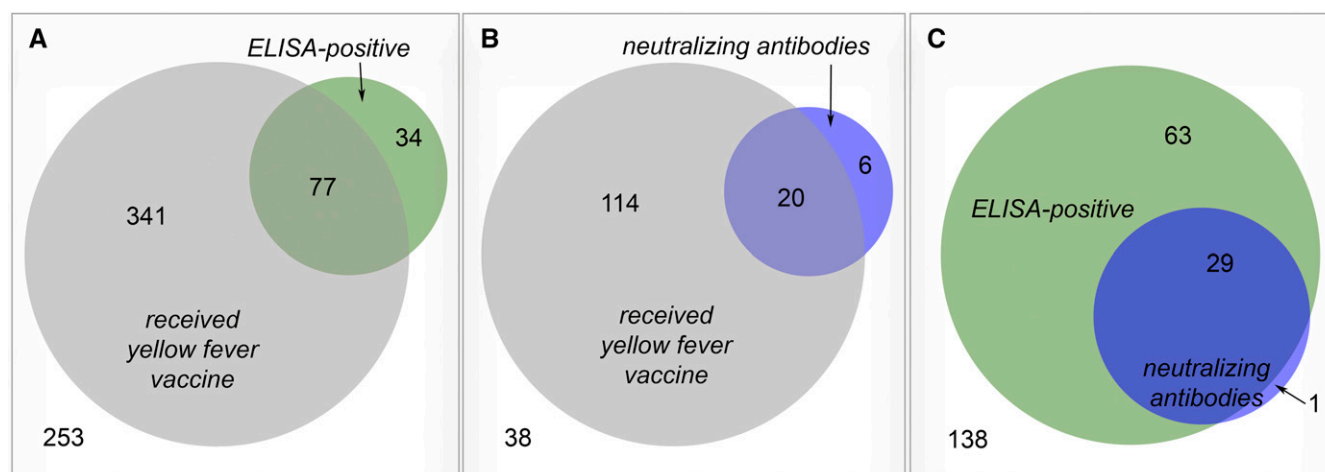 A
ELISA-positive
34
77
341
received
yellow fever
vaccine
253
B
neutralizing antibodies
6
114
20
received
yellow fever
vaccine
38
C
63
ELISA-positive
29
neutralizing
antibodies
1
138